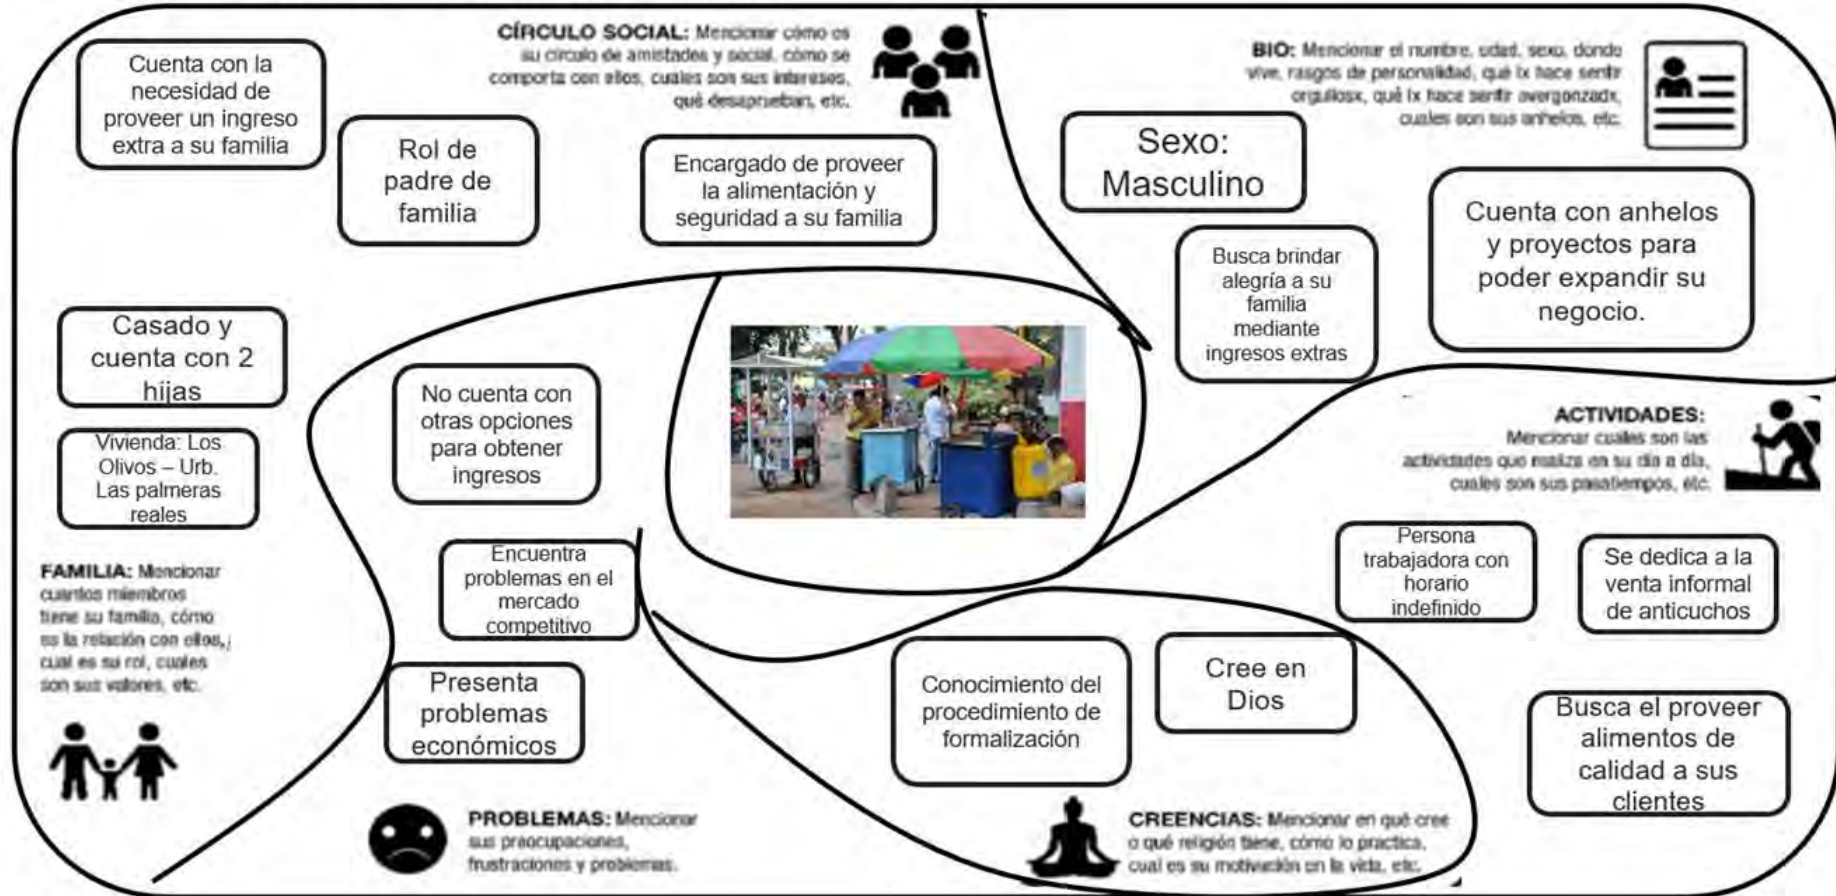 CÍRCULO SOCIAL: Mencionar cómo es
su círculo de amistades y social, cómo se
comporta con ellos, cuales son sus intereses,
qué desaprueban, etc.
Cuenta con la
necesidad de
proveer un ingreso
extra a su familia
Rol de
padre de
familia
Encargado de proveer
la alimentación y
seguridad a su familia
BIO: Mencionar el nombre, edad, sexo, donde
vive, rasgos de personalidad, qué lx hace sentir
orgullosx, qué lx hace sentir avergonzadx,
cuales son sus anhelos, etc.
Sexo:
Masculino
Busca brindar
alegría a su
familia
mediante
ingresos extras
Cuenta con anhelos
y proyectos para
poder expandir su
negocio.
Casado y
cuenta con 2
hijas
Vivienda: Los
Olivos – Urb.
Las palmeras
reales
FAMILIA: Mencionar
cuantos miembros
tiene su familia, cómo
es la relación con ellos,
cual es su rol, cuales
son sus valores, etc.
No cuenta con
otras opciones
para obtener
ingresos
Encuentra
problemas en el
mercado
competitivo
Presenta
problemas
económicos
PROBLEMAS: Mencionar
sus preocupaciones,
frustraciones y problemas.
ACTIVIDADES:
Mencionar cuales son las
actividades que realiza en su día a día,
cuales son sus pasatiempos, etc.
Persona
trabajadora con
horario
indefinido
Se dedica a la
venta informal
de anticuchos
Busca el proveer
alimentos de
calidad a sus
clientes
Conocimiento del
procedimiento de
formalización
Cree en
Dios
CREENCIAS: Mencionar en qué cree
o qué religión tiene, cómo lo practica,
cual es su motivación en la vida, etc.